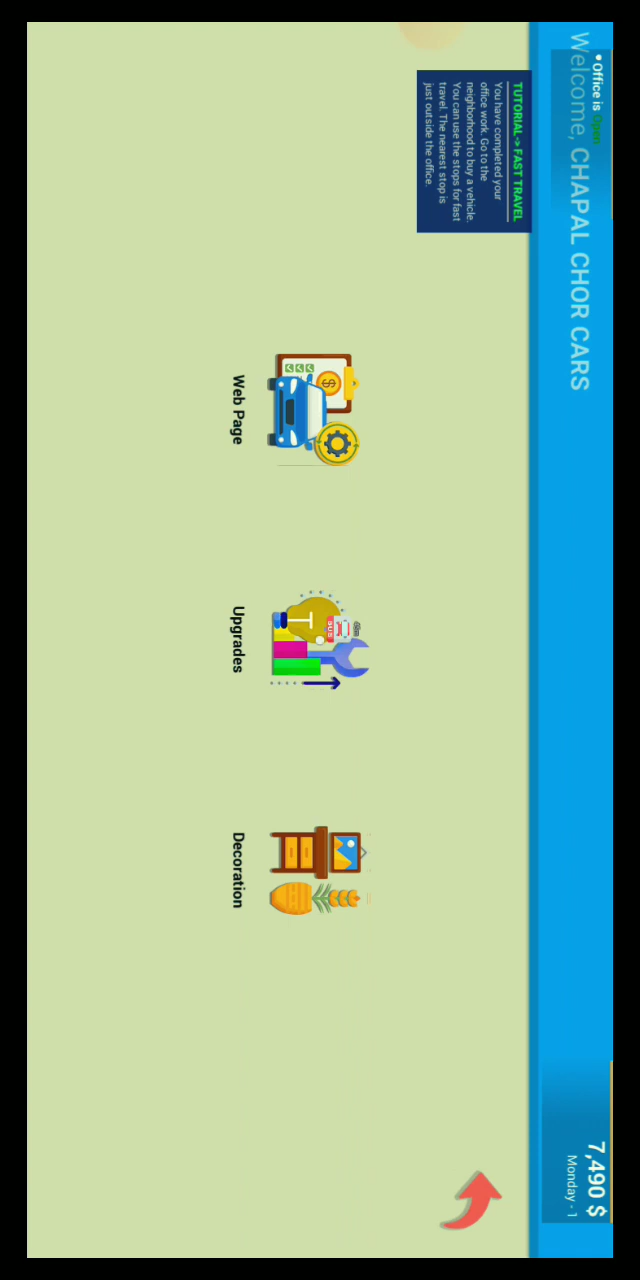 • Office is Open
Welcome, CHAPAL CHOR CARS
7,490 $
Monday - 1
TUTORIAL-> FAST TRAVEL
You have completed your
office work. Go to the
neighborhood to buy a vehicle.
You can use the stops for fast
travel. The nearest stop is
just outside the office.
Web Page
Upgrades
Decoration